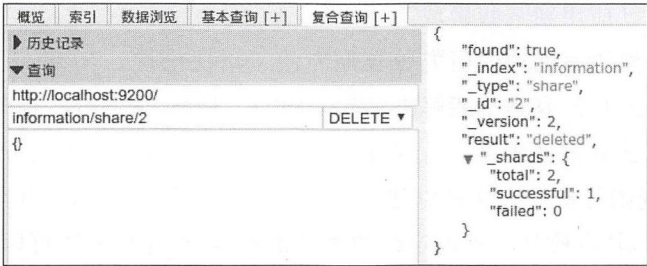 概览 索引 数据浏览 基本查询 [+] 复合查询 [+]
▶历史记录
▼查询
http://localhost:9200/
information/share/2 DELETE ▼
{}
{
"found": true,
"_index": "information",
"_type": "share",
"_id": "2",
"_version": 2,
"result": "deleted",
▼ "_shards": {
"total": 2,
"successful": 1,
"failed": 0
}
}